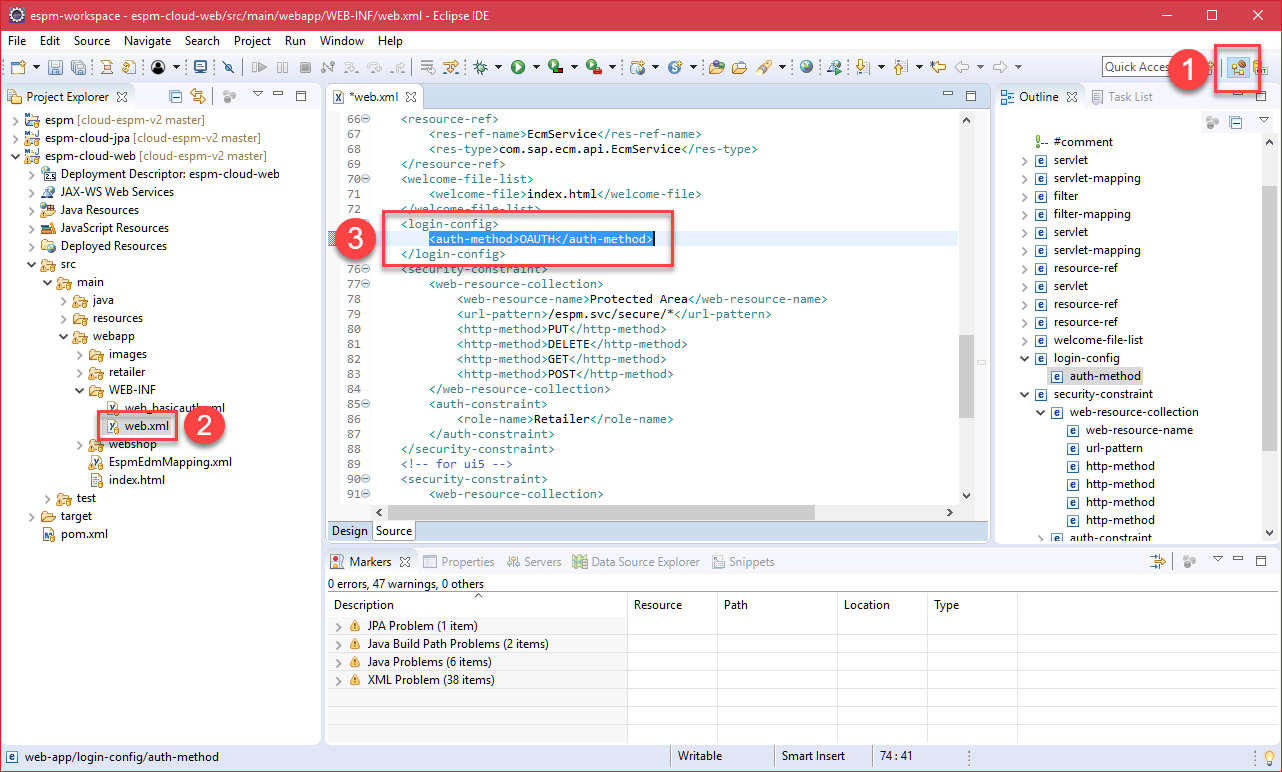 espm-workspace - espm-cloud-web/src/main/webapp/WEB-INF/web.xml - Eclipse IDE
File Edit Source Navigate Search Project Run Window Help
Quick Access
1
Project Explorer
espm [cloud-espm-v2 master]
espm-cloud-jpa [cloud-espm-v2 master]
espm-cloud-web [cloud-espm-v2 master]
Deployment Descriptor: espm-cloud-web
JAX-WS Web Services
Java Resources
JavaScript Resources
Deployed Resources
src
main
java
resources
webapp
images
retailer
WEB-INF
web_basicauth.xml
web.xml
2
webshop
EspmEdmMapping.xml
index.html
test
target
pom.xml
*web.xml
66 <resource-ref>
67 <res-ref-name>EcmService</res-ref-name>
68 <res-type>com.sap.ecm.api.EcmService</res-type>
69 </resource-ref>
70 <welcome-file-list>
71 <welcome-file>index.html</welcome-file>
72 </welcome-file-list>
<login-config>
3
<auth-method>OAUTH</auth-method>
</login-config>
76 <security-constraint>
77 <web-resource-collection>
78 <web-resource-name>Protected Area</web-resource-name>
79 <url-pattern>/espm.svc/secure/*</url-pattern>
80 <http-method>PUT</http-method>
81 <http-method>DELETE</http-method>
82 <http-method>GET</http-method>
83 <http-method>POST</http-method>
84 </web-resource-collection>
85 <auth-constraint>
86 <role-name>Retailer</role-name>
87 </auth-constraint>
88 </security-constraint>
89 <!-- for ui5 -->
90 <security-constraint>
91 <web-resource-collection>
Design Source
Outline Task List
#comment
servlet
servlet-mapping
filter
filter-mapping
servlet
servlet-mapping
resource-ref
servlet
resource-ref
resource-ref
welcome-file-list
login-config
auth-method
security-constraint
web-resource-collection
web-resource-name
url-pattern
http-method
http-method
http-method
http-method
auth-constraint
Markers Properties Servers Data Source Explorer Snippets
0 errors, 47 warnings, 0 others
Description Resource Path Location Type
JPA Problem (1 item)
Java Build Path Problems (2 items)
Java Problems (6 items)
XML Problem (38 items)
web-app/login-config/auth-method Writable Smart Insert 74 : 41